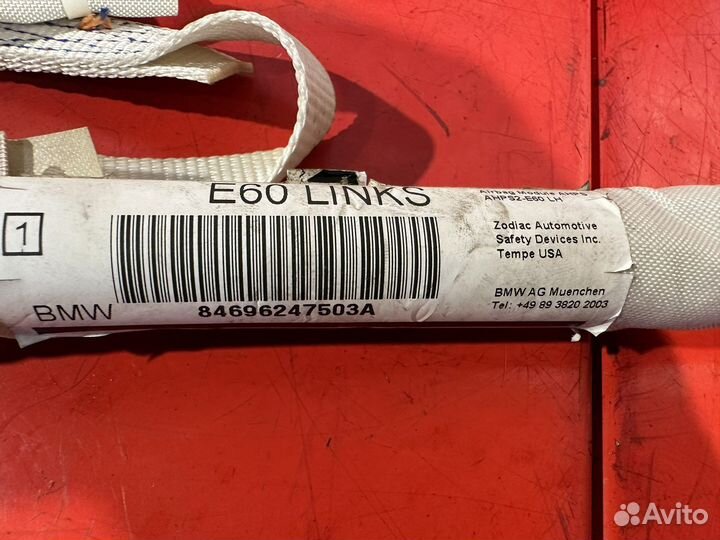 E60 LINKS
1
BMW
84696247503A
Airbag Module AHPS
AHPS2-E60 LH
Zodiac Automotive
Safety Devices Inc.
Tempe USA
BMW AG Muenchen
Tel: +49 89 3820 2003
Avito